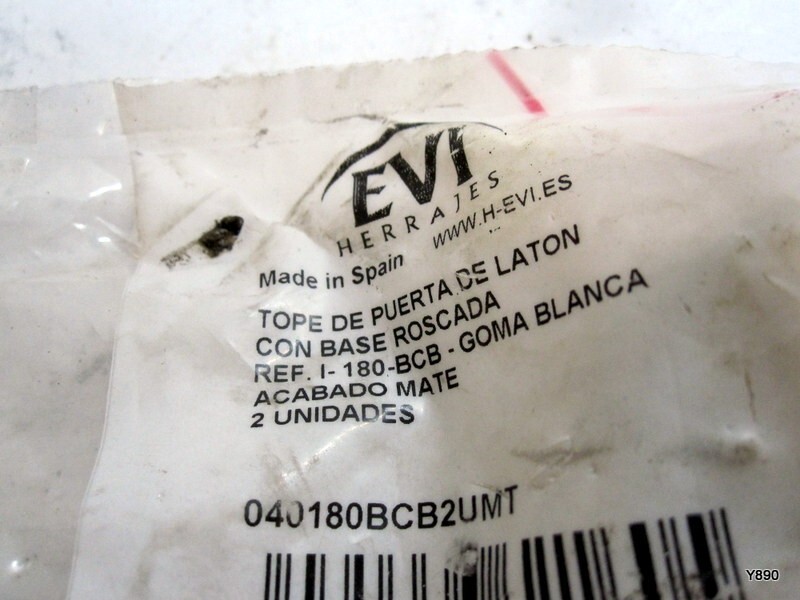 EVI
HERRAJES
WWW.H-EVI.ES
Made in Spain
TOPE DE PUERTA DE LATON
CON BASE ROSCADA
REF. I- 180-BCB - GOMA BLANCA
ACABADO MATE
2 UNIDADES
040180BCB2UMT
Y890